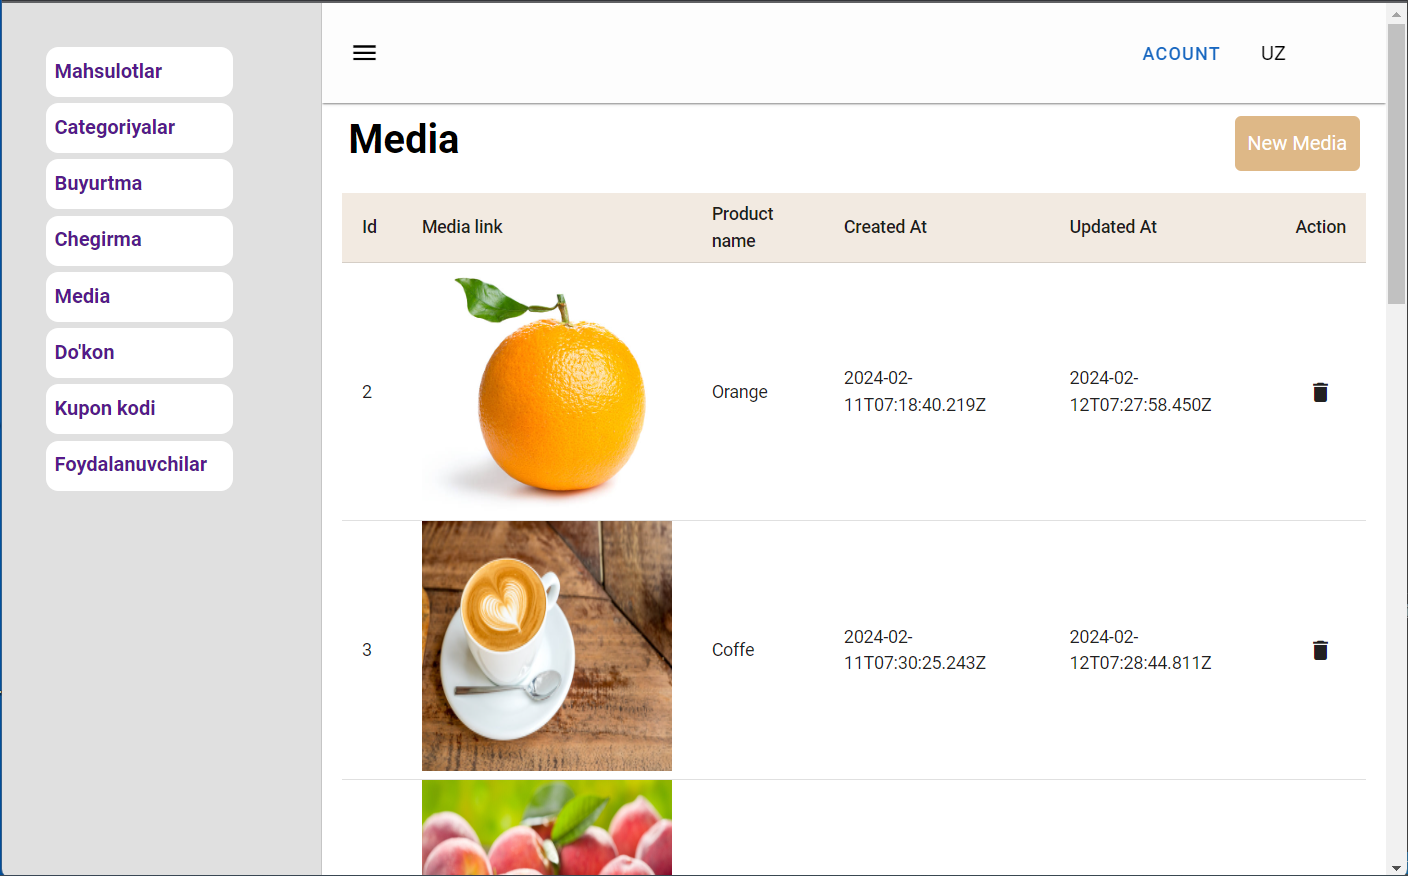 Mahsulotlar
Categoriyalar
Buyurtma
Chegirma
Media
Do'kon
Kupon kodi
Foydalanuvchilar
ACOUNT
UZ
Media
New Media
Id
Media link
Product
name
Created At
Updated At
Action
2
Orange
2024-02-
11T07:18:40.219Z
2024-02-
12T07:27:58.450Z
3
Coffe
2024-02-
11T07:30:25.243Z
2024-02-
12T07:28:44.811Z